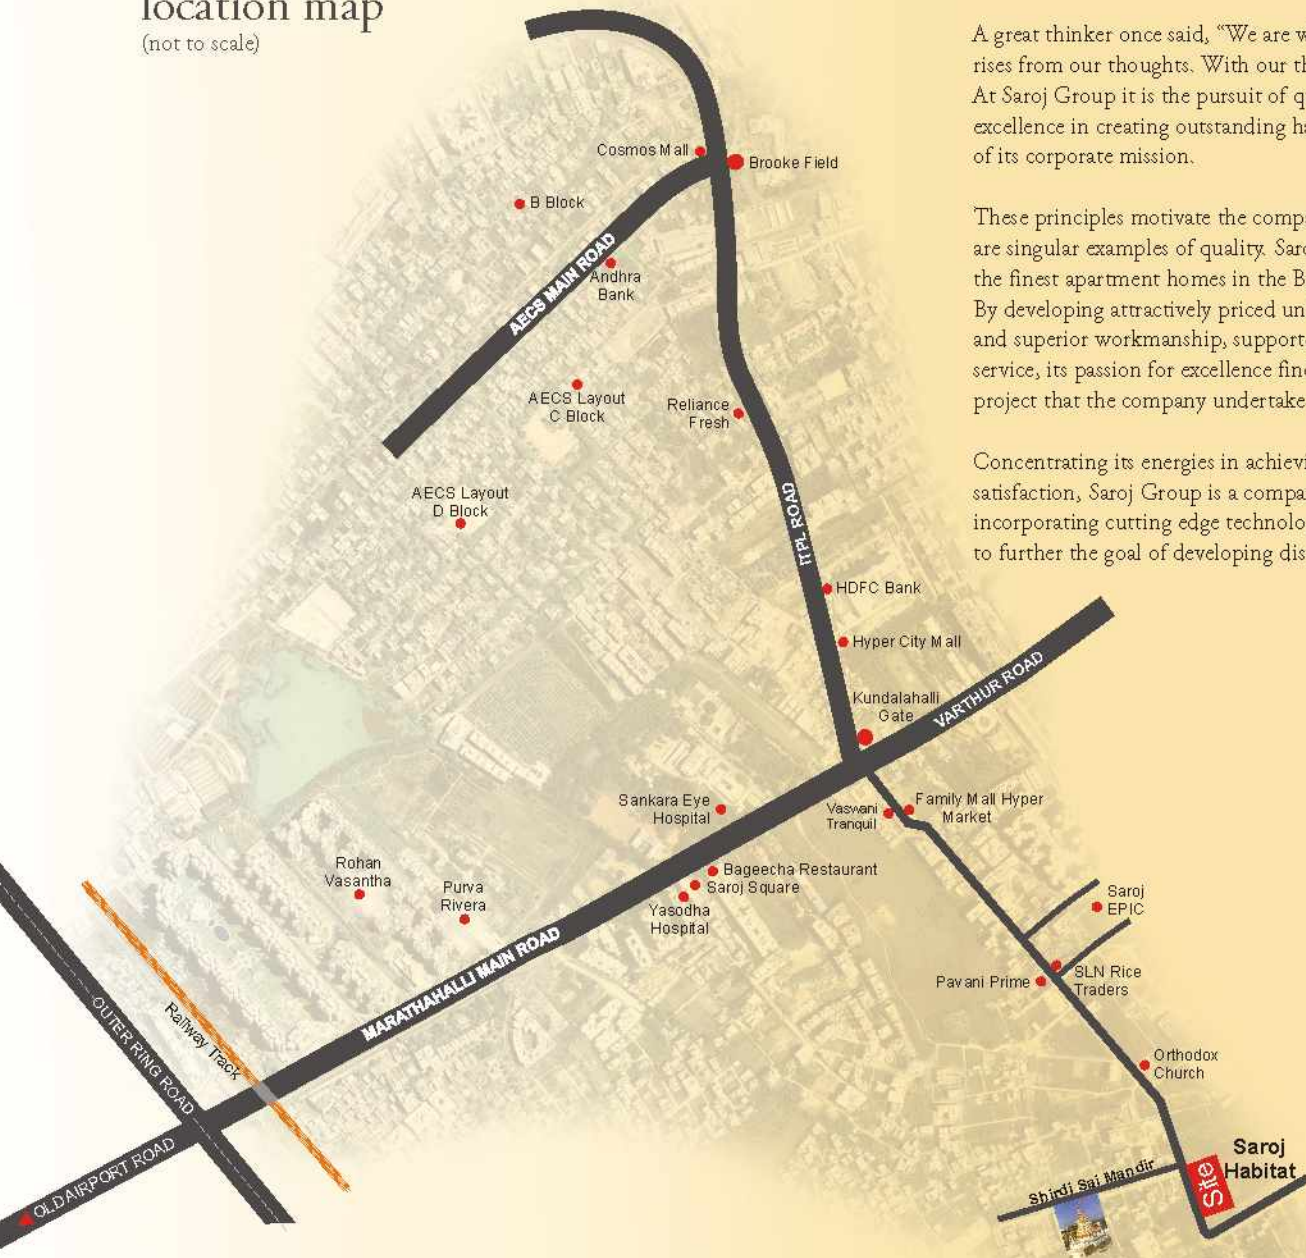 location map
(not to scale)
A great thinker once said, “We are w
rises from our thoughts. With our th
At Saroj Group it is the pursuit of q
excellence in creating outstanding ha
of its corporate mission.
These principles motivate the comp
are singular examples of quality. Saro
the finest apartment homes in the B
By developing attractively priced un
and superior workmanship, support
service, its passion for excellence fin
project that the company undertake
Concentrating its energies in achievi
satisfaction, Saroj Group is a compa
incorporating cutting edge technolo
to further the goal of developing dis
Cosmos Mall
Brooke Field
B Block
AECS MAIN ROAD
Andhra
Bank
AECS Layout
C Block
Reliance
Fresh
AECS Layout
D Block
ITPL ROAD
HDFC Bank
Hyper City Mall
Kundalahalli
Gate
VARTHUR ROAD
Sankara Eye
Hospital
Vaswani
Tranquil
Family Mall Hyper
Market
Rohan
Vasantha
Purva
Rivera
Bageecha Restaurant
Saroj Square
Yasodha
Hospital
Saroj
EPIC
MARATHAHALLI MAIN ROAD
Pavani Prime
SLN Rice
Traders
OUTER RING ROAD
Railway Track
Orthodox
Church
OLD AIRPORT ROAD
Shirdi Sai Mandir
Site
Saroj
Habitat